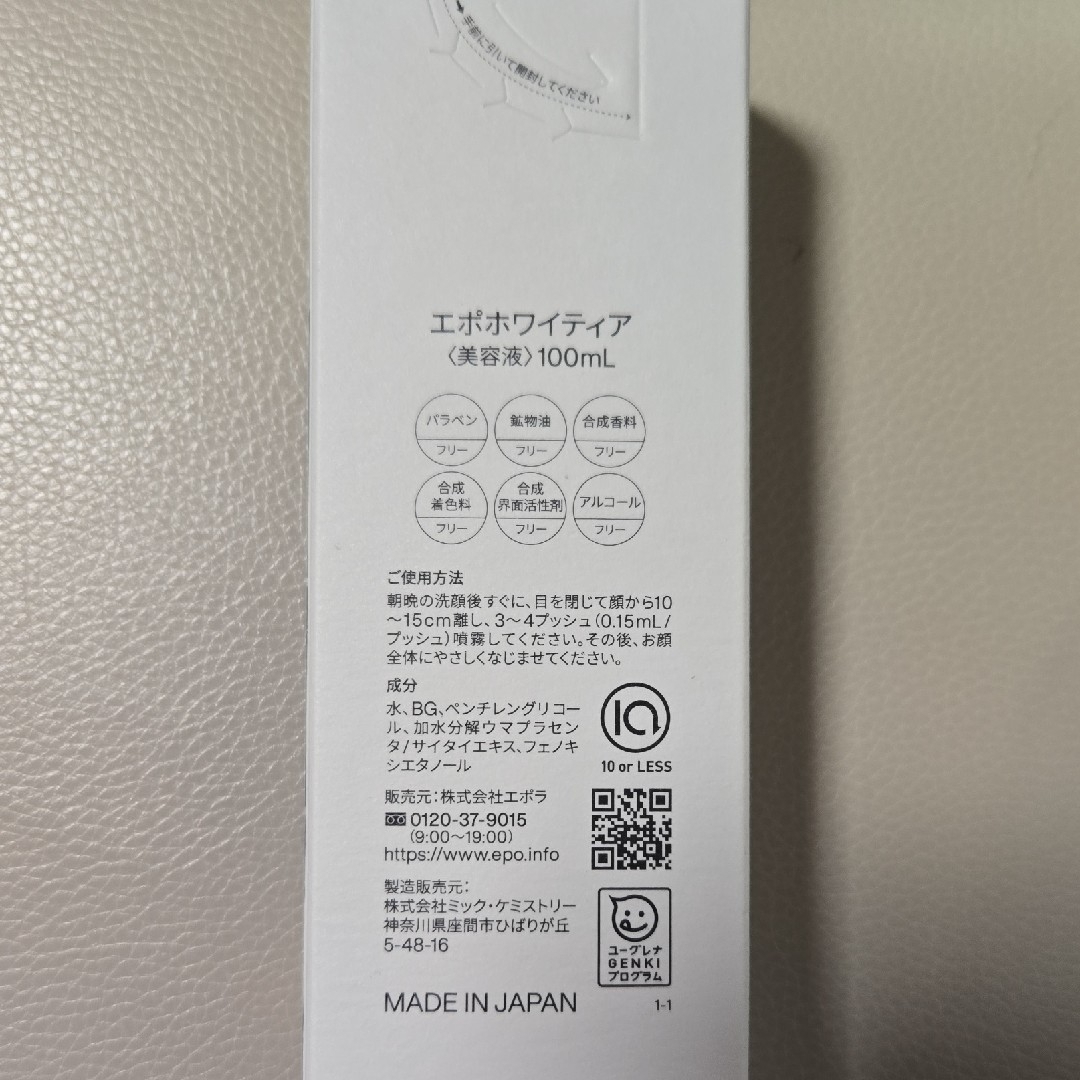 手前に引いて開封してください
エポホワイティア
〈美容液〉100mL
パラベン
フリー
鉱物油
フリー
合成香料
フリー
合成
着色料
フリー
合成
界面活性剤
フリー
アルコール
フリー
ご使用方法
朝晩の洗顔後すぐに、目を閉じて顔から10
～15cm離し、3～4プッシュ（0.15mL/
プッシュ）噴霧してください。その後、お顔
全体にやさしくなじませてください。
成分
水、BG、ペンチレングリコー
ル、加水分解ウマプラセン
タ/サイタイエキス、フェノキ
シエタノール
10 or LESS
販売元：株式会社エポラ
0120-37-9015
（9:00～19:00）
https://www.epo.info
製造販売元：
株式会社ミック・ケミストリー
神奈川県座間市ひばりが丘
5-48-16
ユーグレナ
GENKI
プログラム
MADE IN JAPAN
1-1